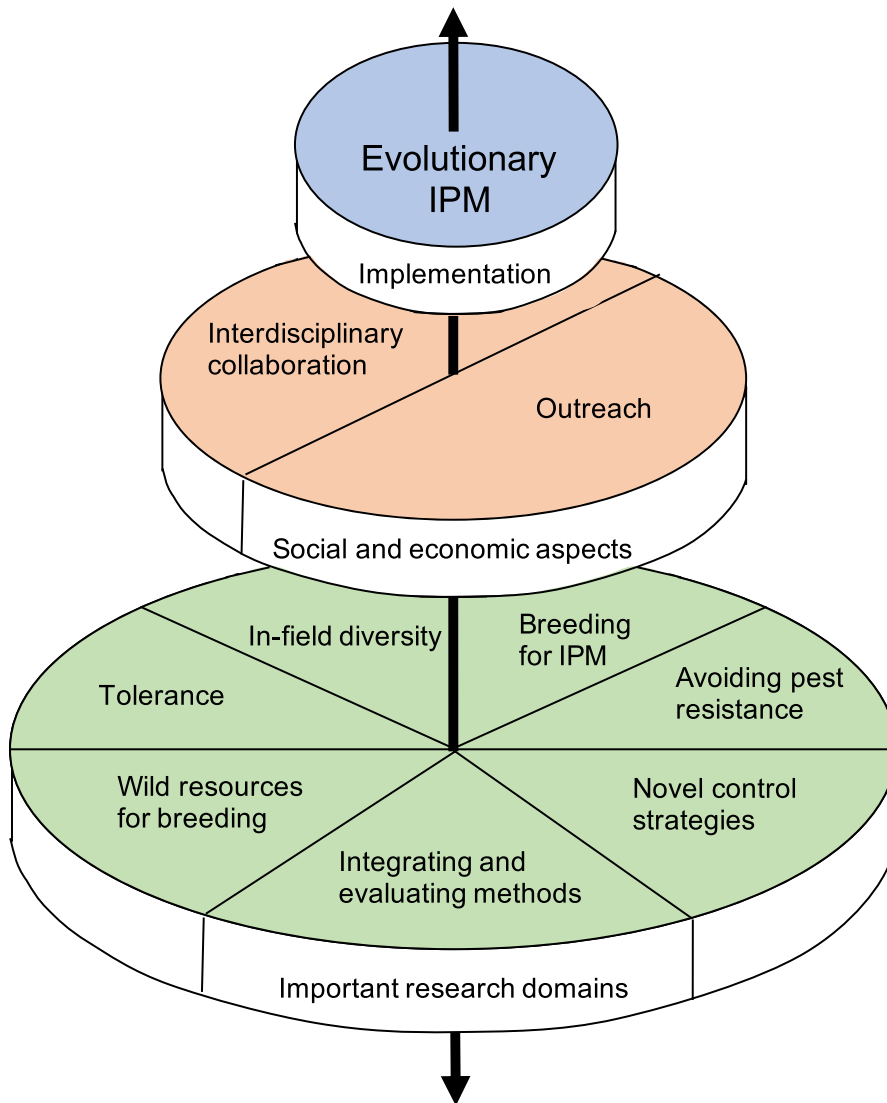 Evolutionary
IPM
Implementation
Interdisciplinary
collaboration
Outreach
Social and economic aspects
In-field diversity
Breeding
for IPM
Tolerance
Avoiding pest
resistance
Wild resources
for breeding
Novel control
strategies
Integrating and
evaluating methods
Important research domains